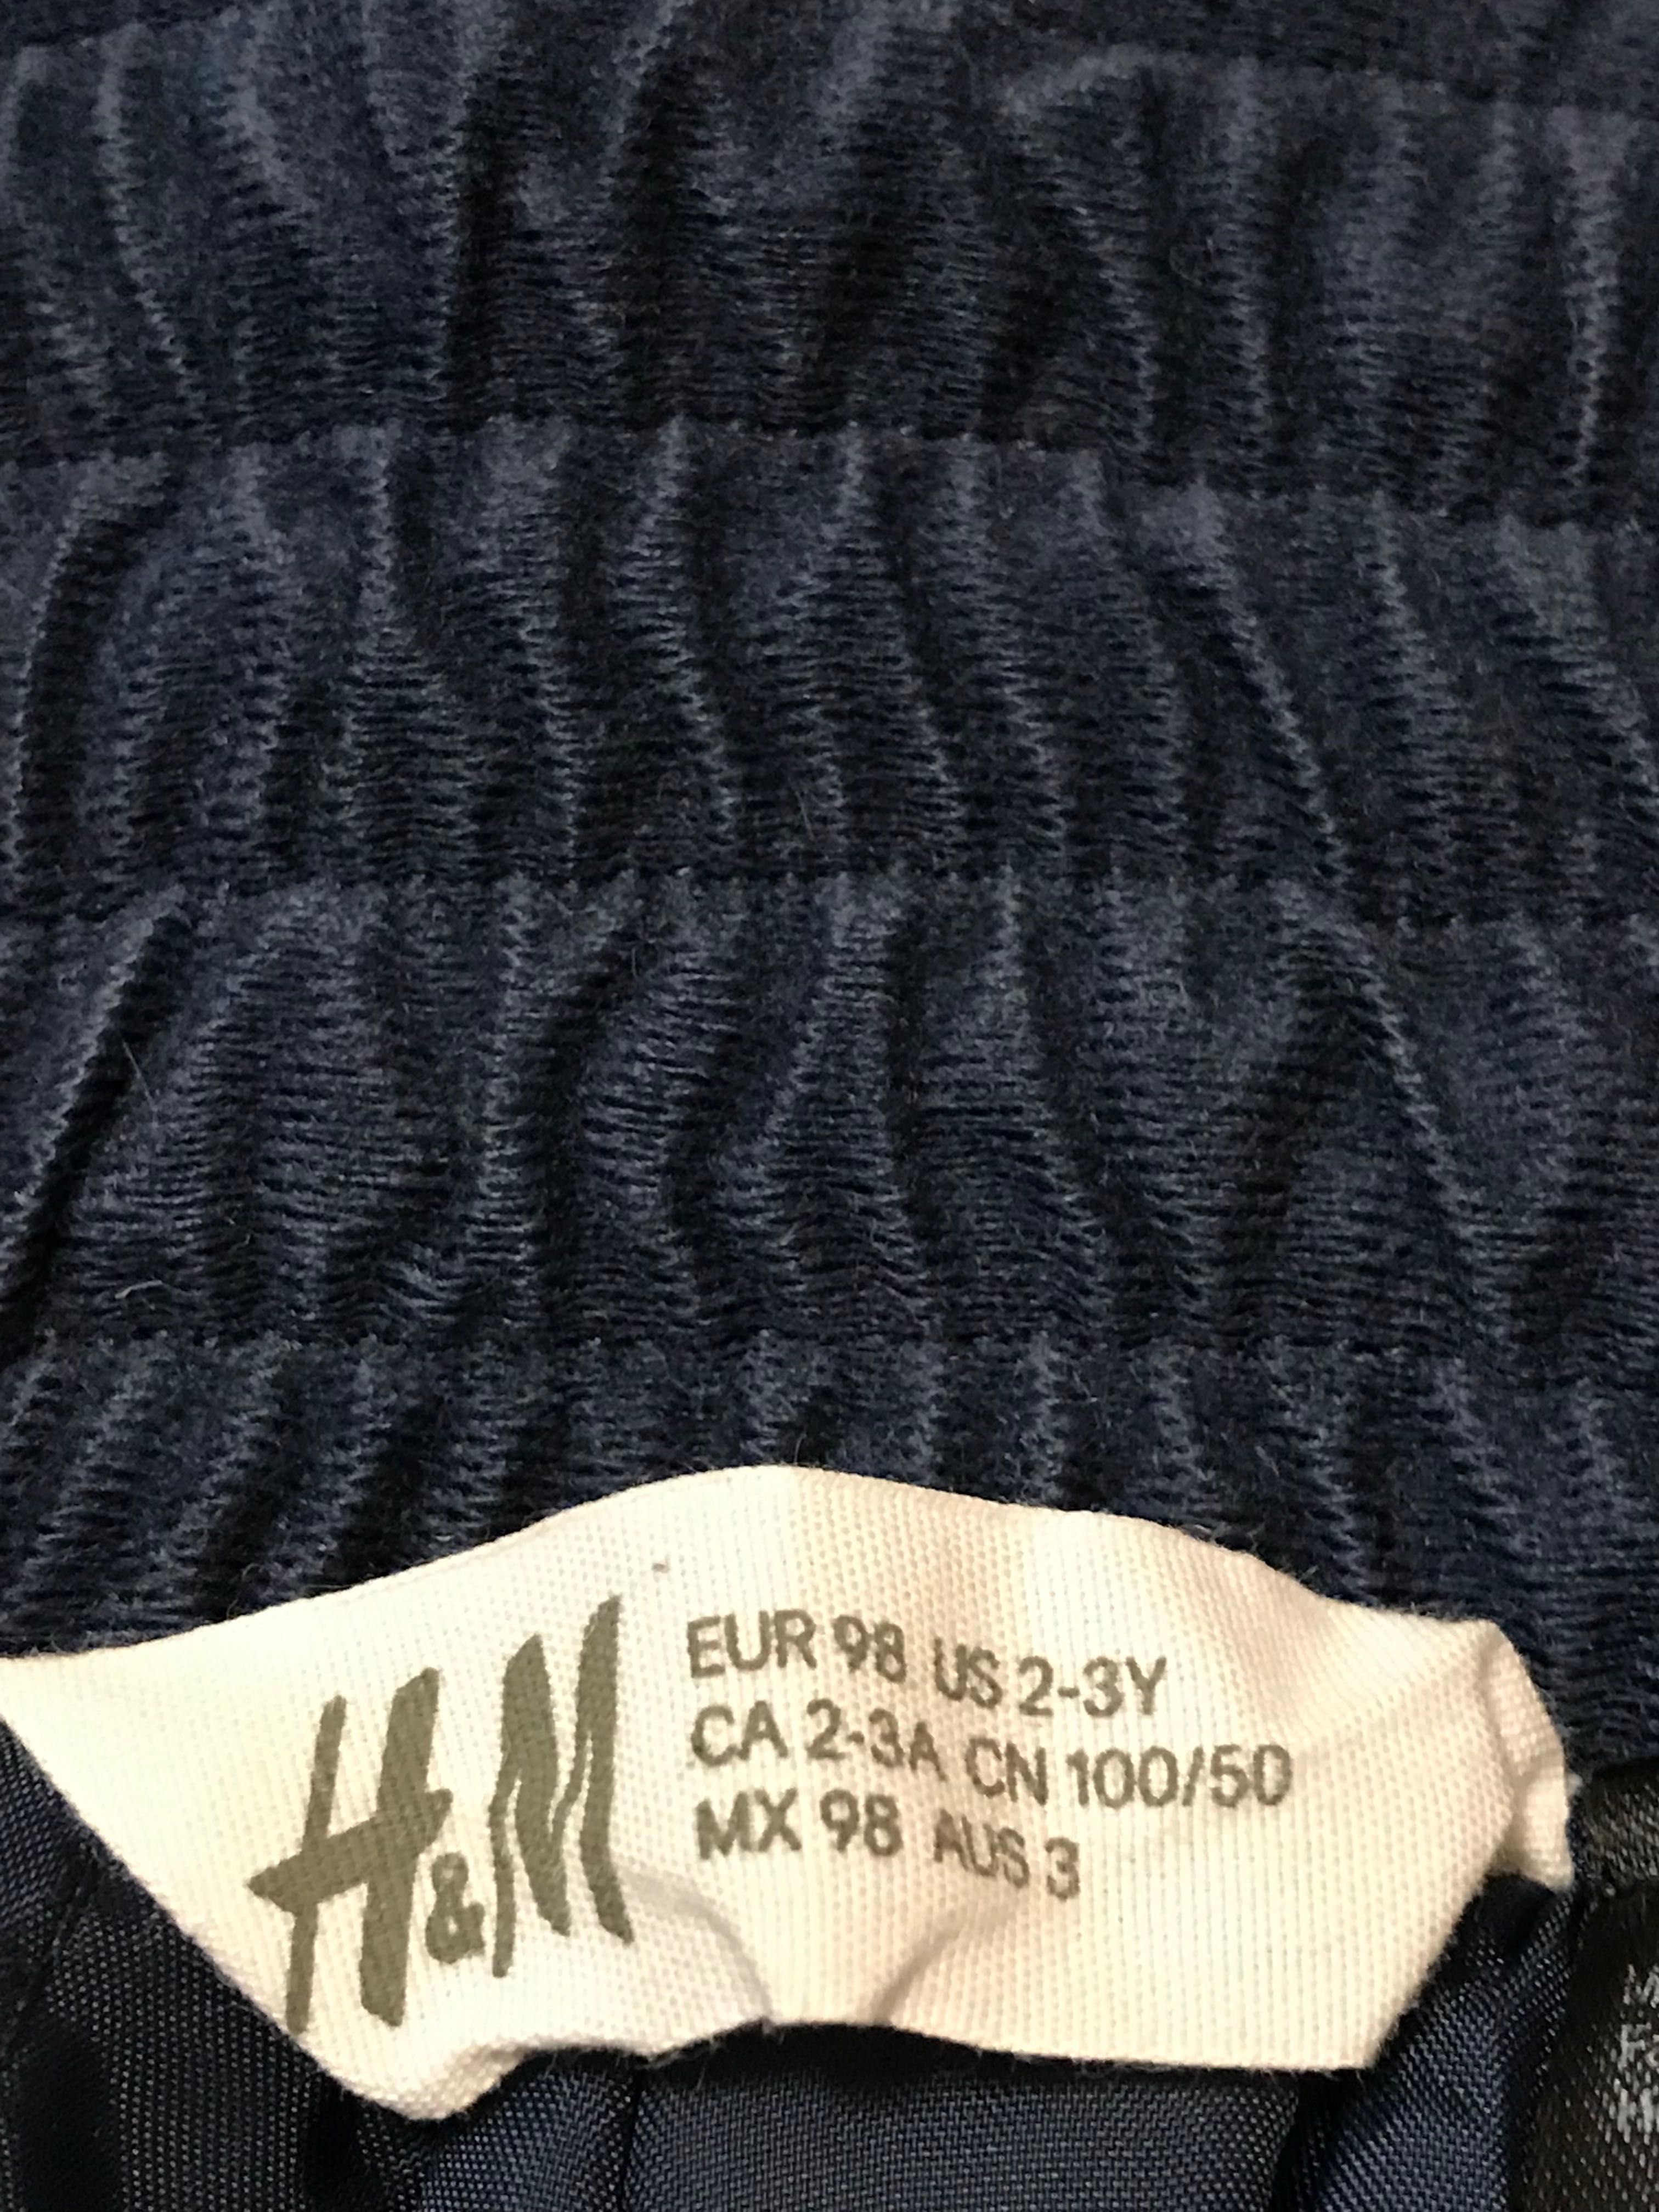 H&M
EUR 98 US 2-3Y
CA 2-3A CN 100/50
MX 98 AUS 3